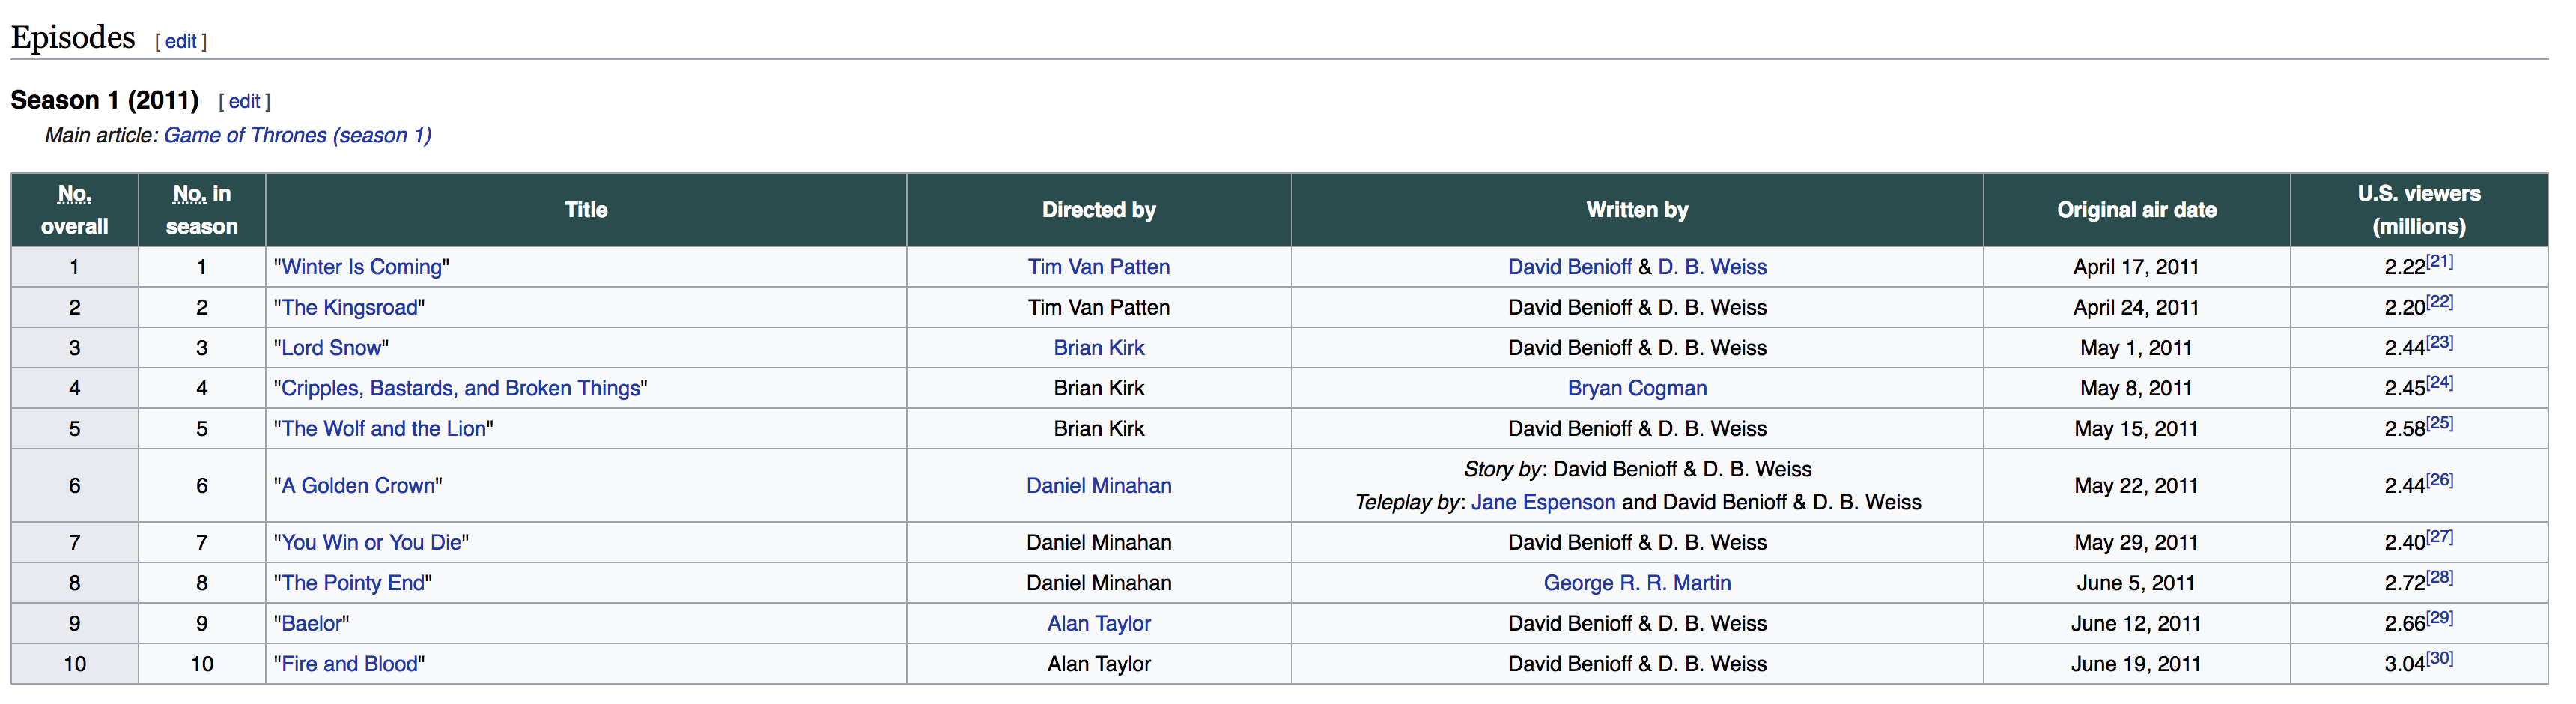 Episodes [ edit ]
Season 1 (2011) [ edit ]
Main article: Game of Thrones (season 1)
No. overall No. in season Title Directed by Written by Original air date U.S. viewers (millions)
1 1 "Winter Is Coming" Tim Van Patten David Benioff & D. B. Weiss April 17, 2011 2.22[21]
2 2 "The Kingsroad" Tim Van Patten David Benioff & D. B. Weiss April 24, 2011 2.20[22]
3 3 "Lord Snow" Brian Kirk David Benioff & D. B. Weiss May 1, 2011 2.44[23]
4 4 "Cripples, Bastards, and Broken Things" Brian Kirk Bryan Cogman May 8, 2011 2.45[24]
5 5 "The Wolf and the Lion" Brian Kirk David Benioff & D. B. Weiss May 15, 2011 2.58[25]
6 6 "A Golden Crown" Daniel Minahan Story by: David Benioff & D. B. Weiss
Teleplay by: Jane Espenson and David Benioff & D. B. Weiss May 22, 2011 2.44[26]
7 7 "You Win or You Die" Daniel Minahan David Benioff & D. B. Weiss May 29, 2011 2.40[27]
8 8 "The Pointy End" Daniel Minahan George R. R. Martin June 5, 2011 2.72[28]
9 9 "Baelor" Alan Taylor David Benioff & D. B. Weiss June 12, 2011 2.66[29]
10 10 "Fire and Blood" Alan Taylor David Benioff & D. B. Weiss June 19, 2011 3.04[30]